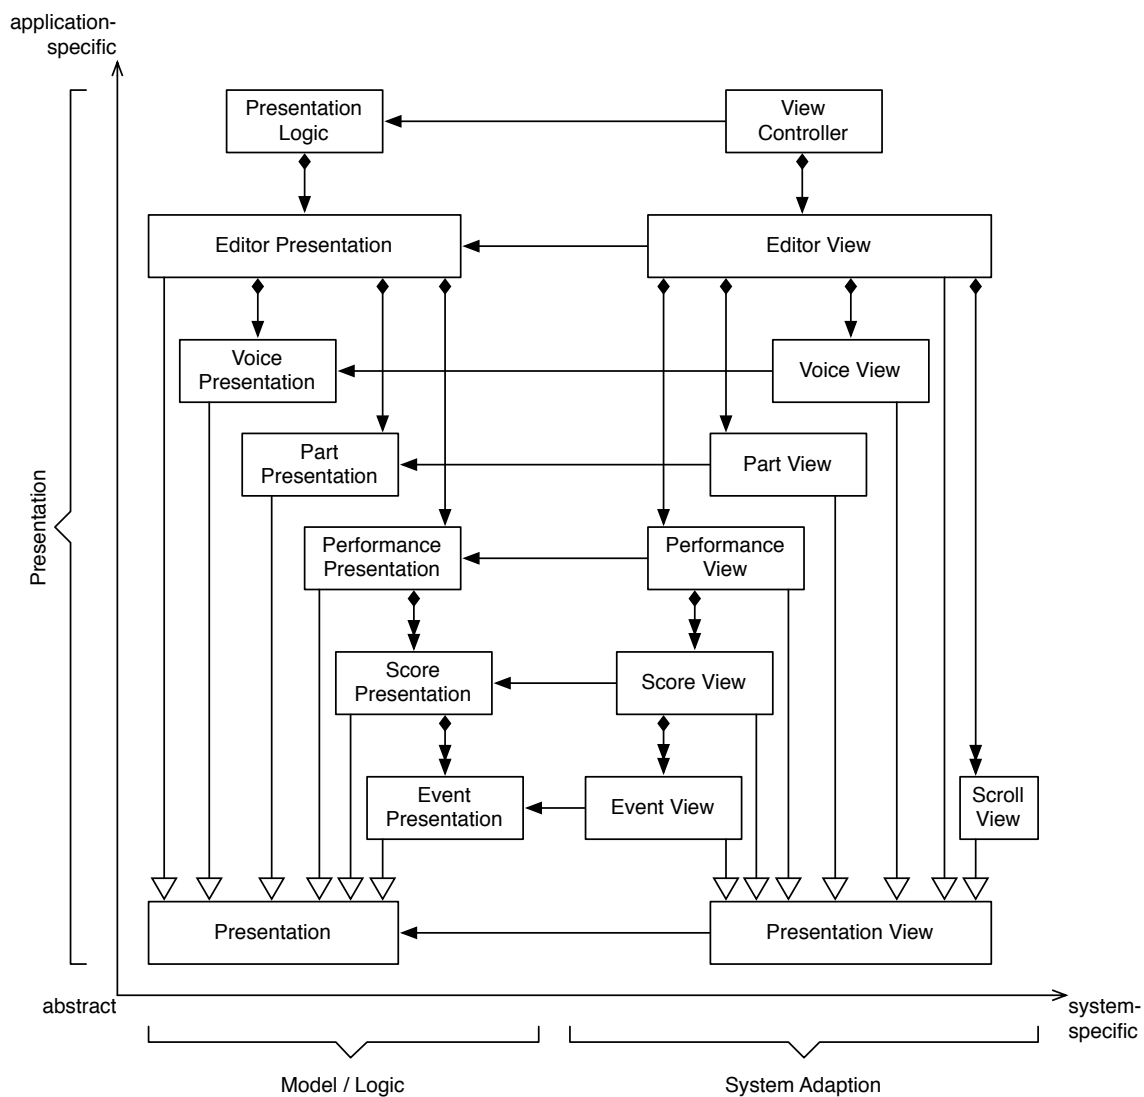 application-
specific
Presentation
Logic
View
Controller
Editor Presentation
Editor View
Voice
Presentation
Voice View
Part
Presentation
Part View
Presentation
Performance
Presentation
Performance
View
Score
Presentation
Score View
Event
Presentation
Event View
Scroll
View
Presentation
Presentation View
abstract
system-
specific
Model / Logic
System Adaption